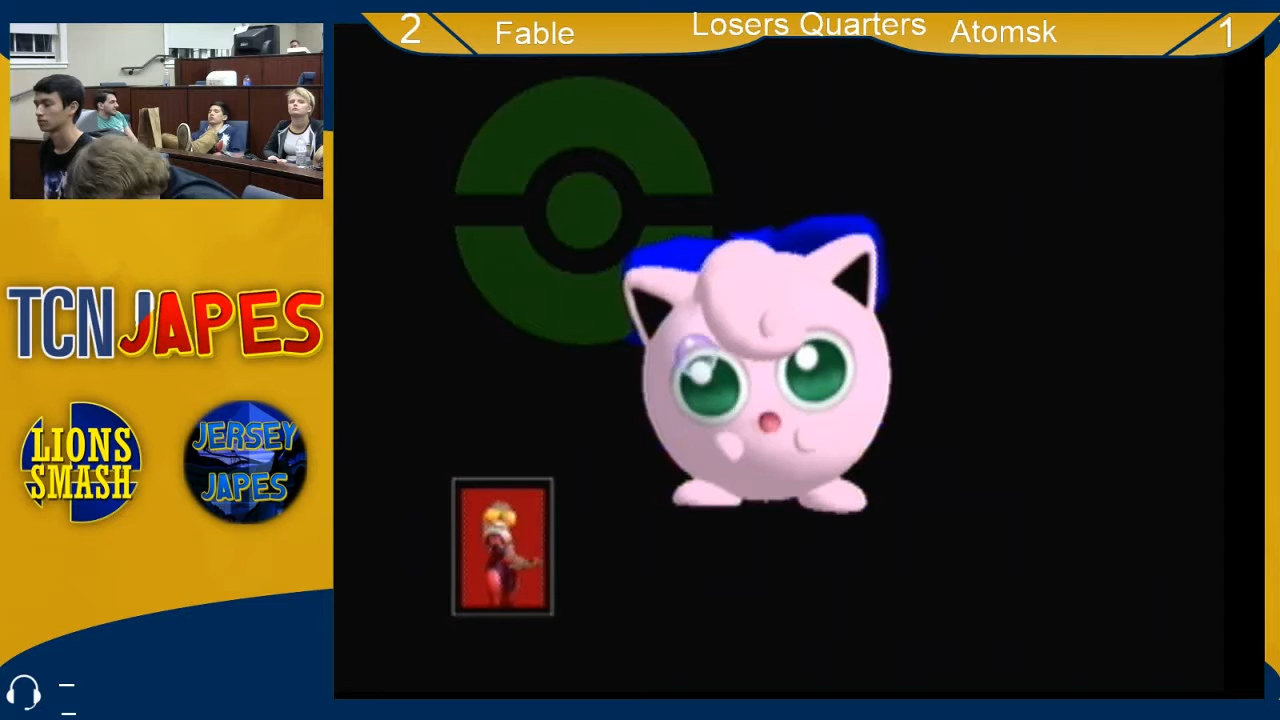 2 Fable Losers Quarters Atomsk 1
TCNJAPES
LIONS
SMASH
JERSEY
JAPES